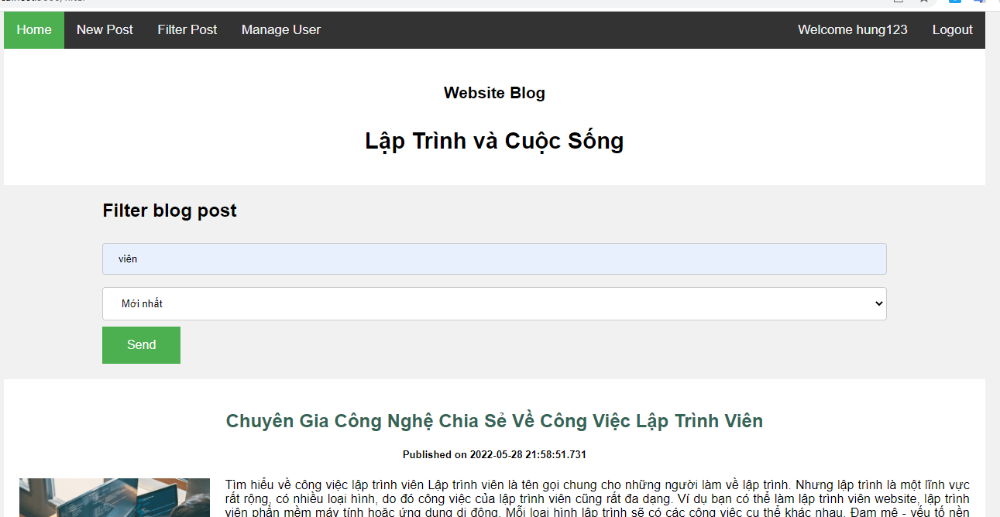 Home New Post Filter Post Manage User Welcome hung123 Logout
Website Blog
Lập Trình và Cuộc Sống
Filter blog post
viên
Mới nhất
Send
Chuyên Gia Công Nghệ Chia Sẻ Về Công Việc Lập Trình Viên
Published on 2022-05-28 21:58:51.731
Tìm hiểu về công việc lập trình viên Lập trình viên là tên gọi chung cho những người làm về lập trình. Nhưng lập trình là một lĩnh vực
rất rộng, có nhiều loại hình, do đó công việc của lập trình viên cũng rất đa dạng. Ví dụ bạn có thể làm lập trình viên website, lập trình
viên phần mềm máy tính hoặc ứng dụng di động. Mỗi loại hình lập trình sẽ có các công việc cụ thể khác nhau. Đam mê - yếu tố nền